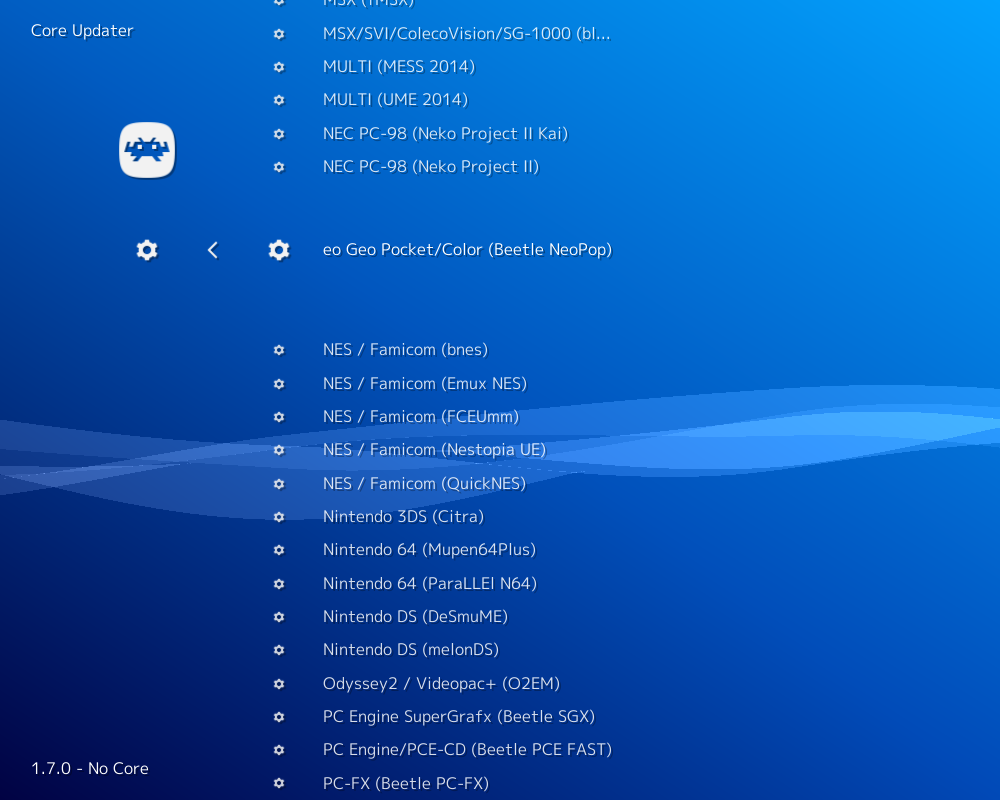 MSX (fMSX)
Core Updater
MSX/SVI/ColecoVision/SG-1000 (bl...
MULTI (MESS 2014)
MULTI (UME 2014)
NEC PC-98 (Neko Project II Kai)
NEC PC-98 (Neko Project II)
eo Geo Pocket/Color (Beetle NeoPop)
NES / Famicom (bnes)
NES / Famicom (Emux NES)
NES / Famicom (FCEUmm)
NES / Famicom (Nestopia UE)
NES / Famicom (QuickNES)
Nintendo 3DS (Citra)
Nintendo 64 (Mupen64Plus)
Nintendo 64 (ParaLLEl N64)
Nintendo DS (DeSmuME)
Nintendo DS (melonDS)
Odyssey2 / Videopac+ (O2EM)
PC Engine SuperGrafx (Beetle SGX)
PC Engine/PCE-CD (Beetle PCE FAST)
1.7.0 - No Core
PC-FX (Beetle PC-FX)